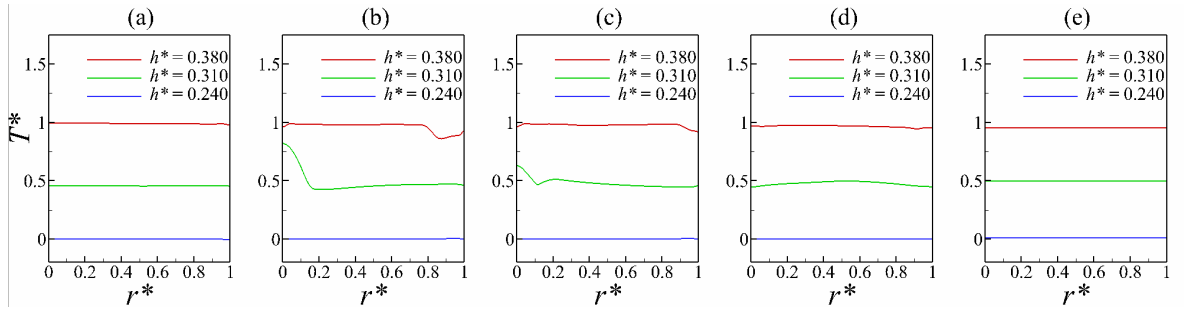 (a) (b) (c) (d) (e)
h* = 0.380 h* = 0.380 h* = 0.380 h* = 0.380 h* = 0.380
1.5 1.5 1.5 1.5 1.5
h* = 0.310 h* = 0.310 h* = 0.310 h* = 0.310 h* = 0.310
h* = 0.240 h* = 0.240 h* = 0.240 h* = 0.240 h* = 0.240
T*
1 1 1 1 1
0.5 0.5 0.5 0.5 0.5
0 0 0 0 0
0 0.2 0.4 0.6 0.8 1 0 0.2 0.4 0.6 0.8 1 0 0.2 0.4 0.6 0.8 1 0 0.2 0.4 0.6 0.8 1 0 0.2 0.4 0.6 0.8 1
r* r* r* r* r*